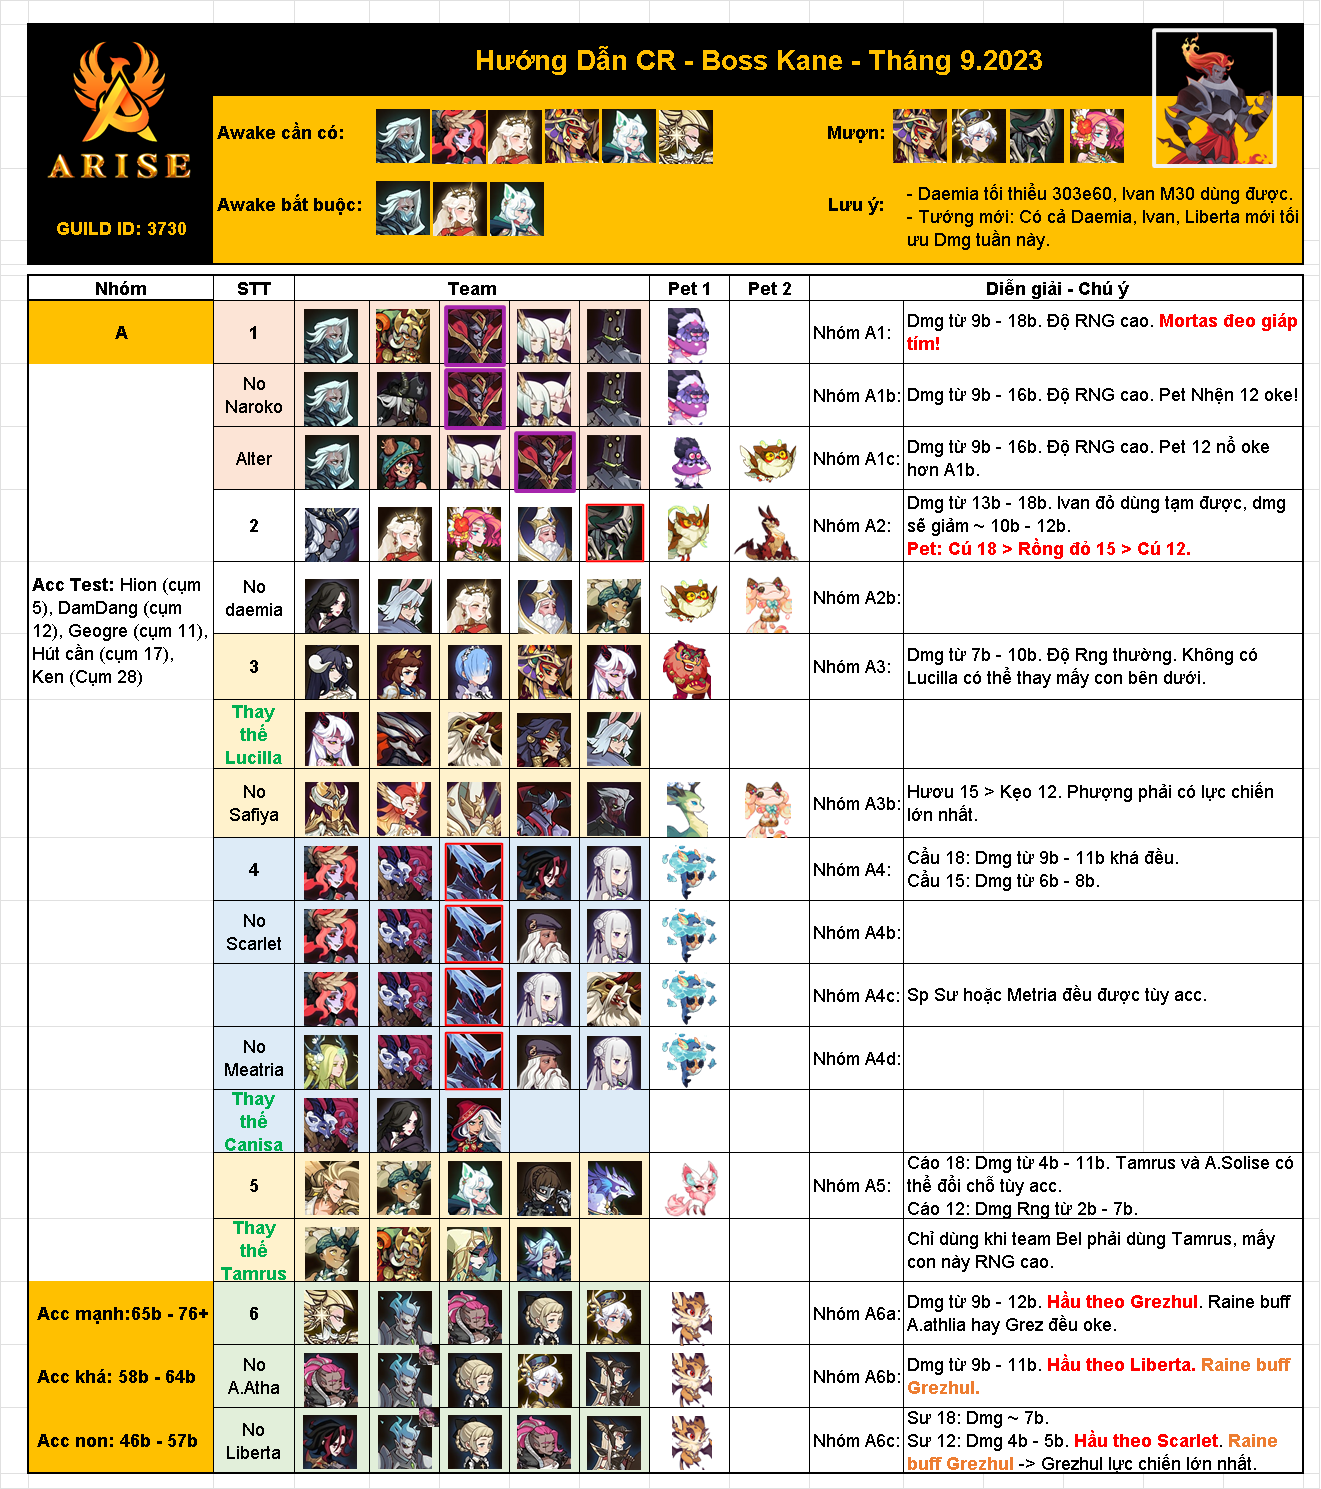 Hướng Dẫn CR - Boss Kane - Tháng 9.2023
ARISE
GUILD ID: 3730
Awake cần có:
Mượn:
Awake bắt buộc:
Lưu ý:
- Daemia tối thiểu 303e60, Ivan M30 dùng được.
- Tướng mới: Có cả Daemia, Ivan, Liberta mới tối
ưu Dmg tuần này.
Nhóm STT Team Pet 1 Pet 2 Diễn giải - Chú ý
A
1
Nhóm A1:
Dmg từ 9b - 18b. Độ RNG cao. Mortas đeo giáp
tím!
No
Naroko
Nhóm A1b:
Dmg từ 9b - 16b. Độ RNG cao. Pet Nhện 12 oke!
Alter
Nhóm A1c:
Dmg từ 9b - 16b. Độ RNG cao. Pet 12 nổ oke
hơn A1b.
2
Nhóm A2:
Dmg từ 13b - 18b. Ivan đỏ dùng tạm được, dmg
sẽ giảm ~ 10b - 12b.
Pet: Cú 18 > Rồng đỏ 15 > Cú 12.
Acc Test: Hion (cụm
5), DamDang (cụm
12), Geogre (cụm 11),
Hút cần (cụm 17),
Ken (Cụm 28)
No
daemia
Nhóm A2b:
3
Nhóm A3:
Dmg từ 7b - 10b. Độ Rng thường. Không có
Lucilla có thể thay mấy con bên dưới.
Thay
thế
Lucilla
No
Safiya
Nhóm A3b:
Hươu 15 > Kẹo 12. Phượng phải có lực chiến
lớn nhất.
4
Nhóm A4:
Cẩu 18: Dmg từ 9b - 11b khá đều.
Cẩu 15: Dmg từ 6b - 8b.
No
Scarlet
Nhóm A4b:
Nhóm A4c:
Sp Sư hoặc Metria đều được tùy acc.
No
Meatria
Nhóm A4d:
Thay
thế
Canisa
5
Nhóm A5:
Cáo 18: Dmg từ 4b - 11b. Tamrus và A.Solise có
thể đổi chỗ tùy acc.
Cáo 12: Dmg Rng từ 2b - 7b.
Thay
thế
Tamrus
Chỉ dùng khi team Bel phải dùng Tamrus, mấy
con này RNG cao.
Acc mạnh:65b - 76+
6
Nhóm A6a:
Dmg từ 9b - 12b. Hầu theo Grezhul. Raine buff
A.athlia hay Grez đều oke.
Acc khá: 58b - 64b
No
A.Atha
Nhóm A6b:
Dmg từ 9b - 11b. Hầu theo Liberta. Raine buff
Grezhul.
Acc non: 46b - 57b
No
Liberta
Nhóm A6c:
Sư 18: Dmg ~ 7b.
Sư 12: Dmg 4b - 5b. Hầu theo Scarlet. Raine
buff Grezhul -> Grezhul lực chiến lớn nhất.